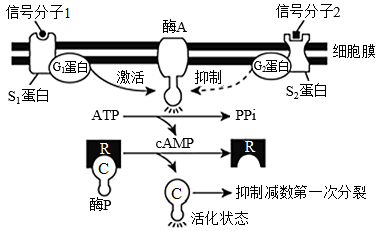 信号分子1
酶A
信号分子2
细胞膜
G₁蛋白
激活
抑制
G₂蛋白
S₁蛋白
S₂蛋白
ATP
PPi
cAMP
R
C
酶P
R
C
抑制减数第一次分裂
活化状态